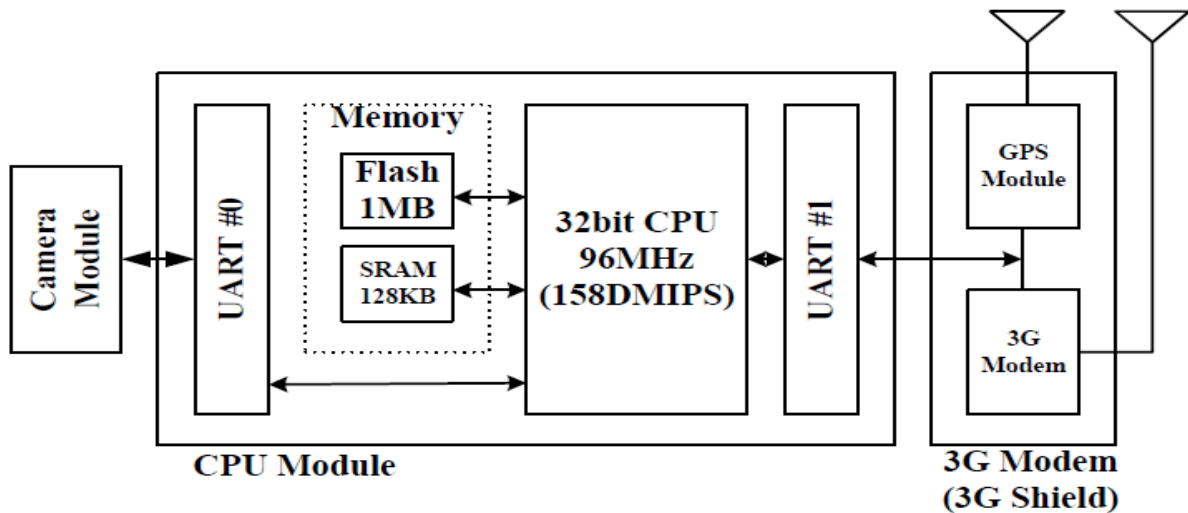 Camera
Module
UART #0
Memory
Flash
1MB
SRAM
128KB
32bit CPU
96MHz
(158DMIPS)
UART #1
GPS
Module
3G
Modem
CPU Module
3G Modem
(3G Shield)